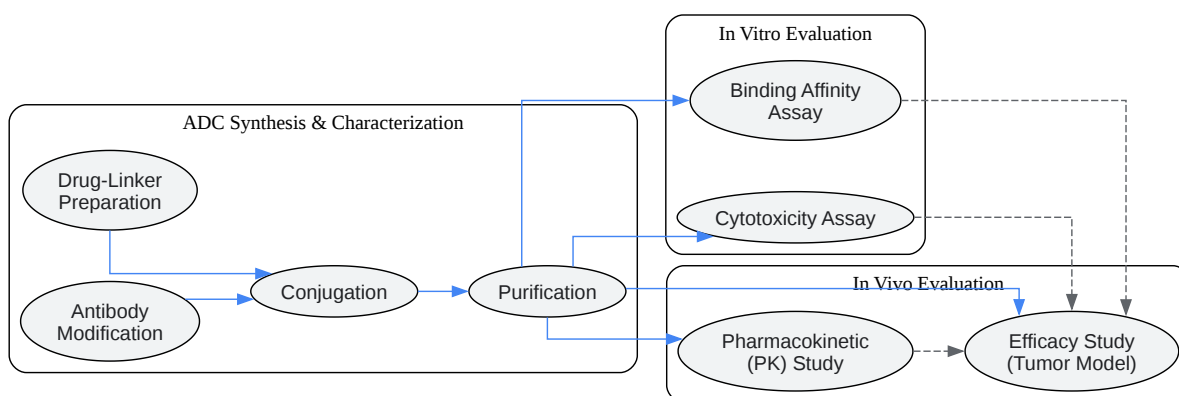 In Vitro Evaluation
Binding Affinity
Assay
ADC Synthesis & Characterization
Drug-Linker
Preparation
Cytotoxicity Assay
In Vivo Evaluation
Conjugation
Purification
Antibody
Modification
Pharmacokinetic
(PK) Study
Efficacy Study
(Tumor Model)